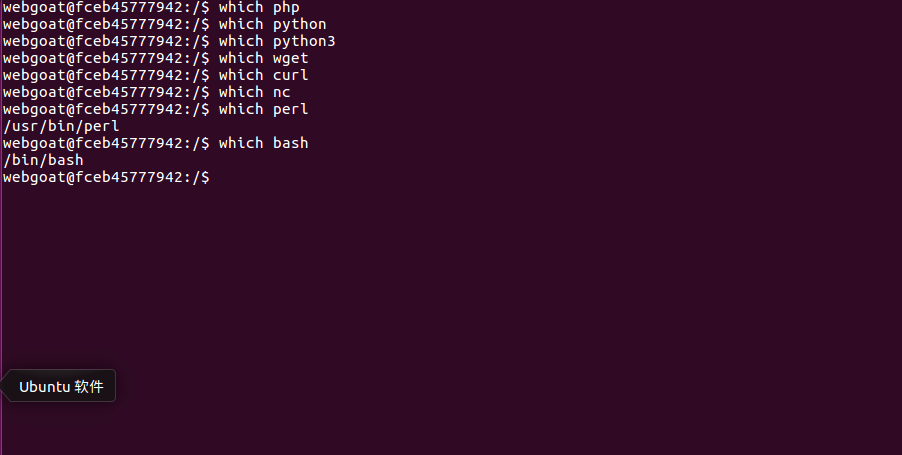 webgoat@fceb45777942:/$ which php
webgoat@fceb45777942:/$ which python
webgoat@fceb45777942:/$ which python3
webgoat@fceb45777942:/$ which wget
webgoat@fceb45777942:/$ which curl
webgoat@fceb45777942:/$ which nc
webgoat@fceb45777942:/$ which perl
/usr/bin/perl
webgoat@fceb45777942:/$ which bash
/bin/bash
webgoat@fceb45777942:/$
Ubuntu 软件